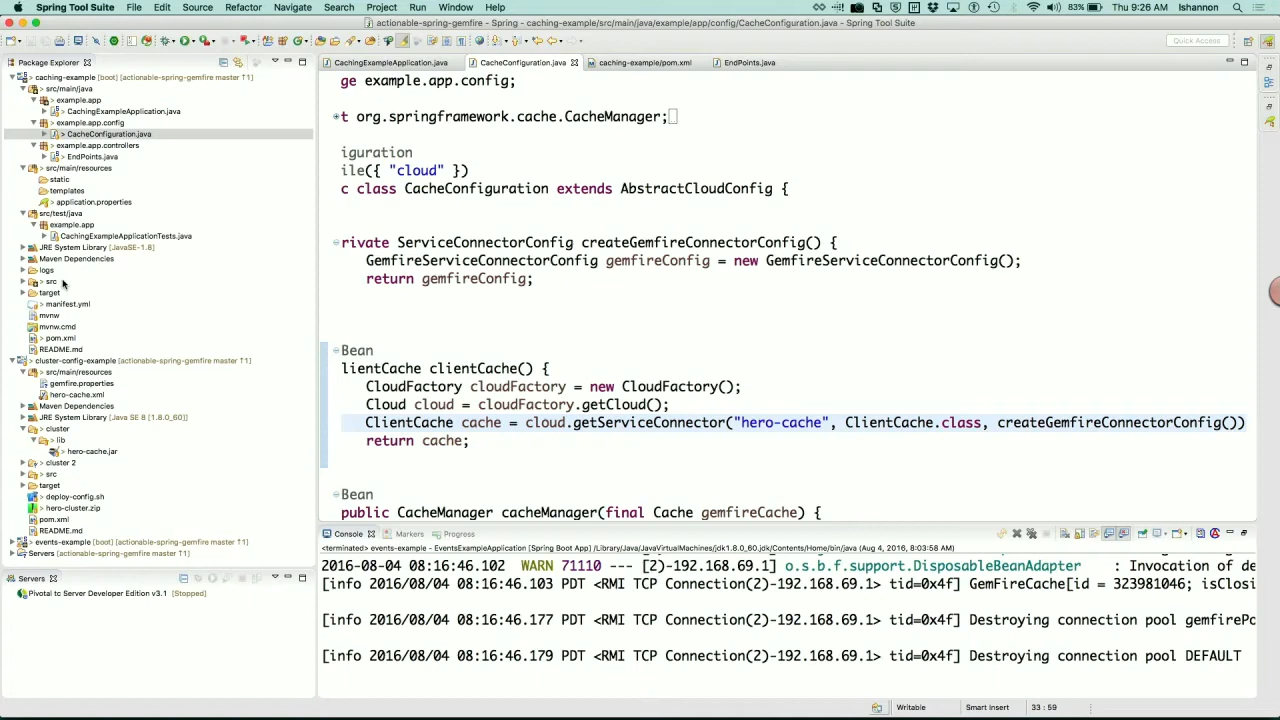 Spring Tool Suite File Edit Source Refactor Navigate Search Project Run Window Help 83% Thu 9:26 AM lshannon
actionable-spring-gemfire - Spring - caching-example/src/main/java/example/app/config/CacheConfiguration.java - Spring Tool Suite
Quick Access
Package Explorer
> caching-example [boot] [actionable-spring-gemfire master ↑1]
> src/main/java
> example.app
> CachingExampleApplication.java
> example.app.config
> CacheConfiguration.java
> example.app.controllers
> EndPoints.java
> src/main/resources
static
templates
> application.properties
src/test/java
example.app
CachingExampleApplicationTests.java
JRE System Library [JavaSE-1.8]
Maven Dependencies
logs
> src
target
> manifest.yml
mvnw
mvnw.cmd
> pom.xml
README.md
> cluster-config-example [actionable-spring-gemfire master ↑1]
> src/main/resources
gemfire.properties
> hero-cache.xml
Maven Dependencies
JRE System Library [Java SE 8 [1.8.0_60]]
> cluster
> lib
> hero-cache.jar
> cluster 2
> src
target
> deploy-config.sh
> hero-cluster.zip
pom.xml
README.md
> events-example [boot] [actionable-spring-gemfire master ↑1]
> Servers [actionable-spring-gemfire master ↑1]
Servers
Pivotal tc Server Developer Edition v3.1 [Stopped]
CachingExampleApplication.java CacheConfiguration.java caching-example/pom.xml EndPoints.java
ge example.app.config;
t org.springframework.cache.CacheManager;
iguration
ile({ "cloud" })
c class CacheConfiguration extends AbstractCloudConfig {
rivate ServiceConnectorConfig createGemfireConnectorConfig() {
GemfireServiceConnectorConfig gemfireConfig = new GemfireServiceConnectorConfig();
return gemfireConfig;
Bean
lientCache clientCache() {
CloudFactory cloudFactory = new CloudFactory();
Cloud cloud = cloudFactory.getCloud();
ClientCache cache = cloud.getServiceConnector("hero-cache", ClientCache.class, createGemfireConnectorConfig())
return cache;
Bean
public CacheManager cacheManager(final Cache gemfireCache) {
Console Markers Progress
<terminated> events-example - EventsExampleApplication [Spring Boot App] /Library/Java/JavaVirtualMachines/jdk1.8.0_60.jdk/Contents/Home/bin/java (Aug 4, 2016, 8:03:58 AM)
2016-08-04 08:16:46.102 WARN 71110 --- [2)-192.168.69.1] o.s.b.f.support.DisposableBeanAdapter : Invocation of de
[info 2016/08/04 08:16:46.103 PDT <RMI TCP Connection(2)-192.168.69.1> tid=0x4f] GemFireCache[id = 323981046; isClosi
[info 2016/08/04 08:16:46.177 PDT <RMI TCP Connection(2)-192.168.69.1> tid=0x4f] Destroying connection pool gemfirePo
[info 2016/08/04 08:16:46.179 PDT <RMI TCP Connection(2)-192.168.69.1> tid=0x4f] Destroying connection pool DEFAULT
Writable Smart Insert 33 : 59